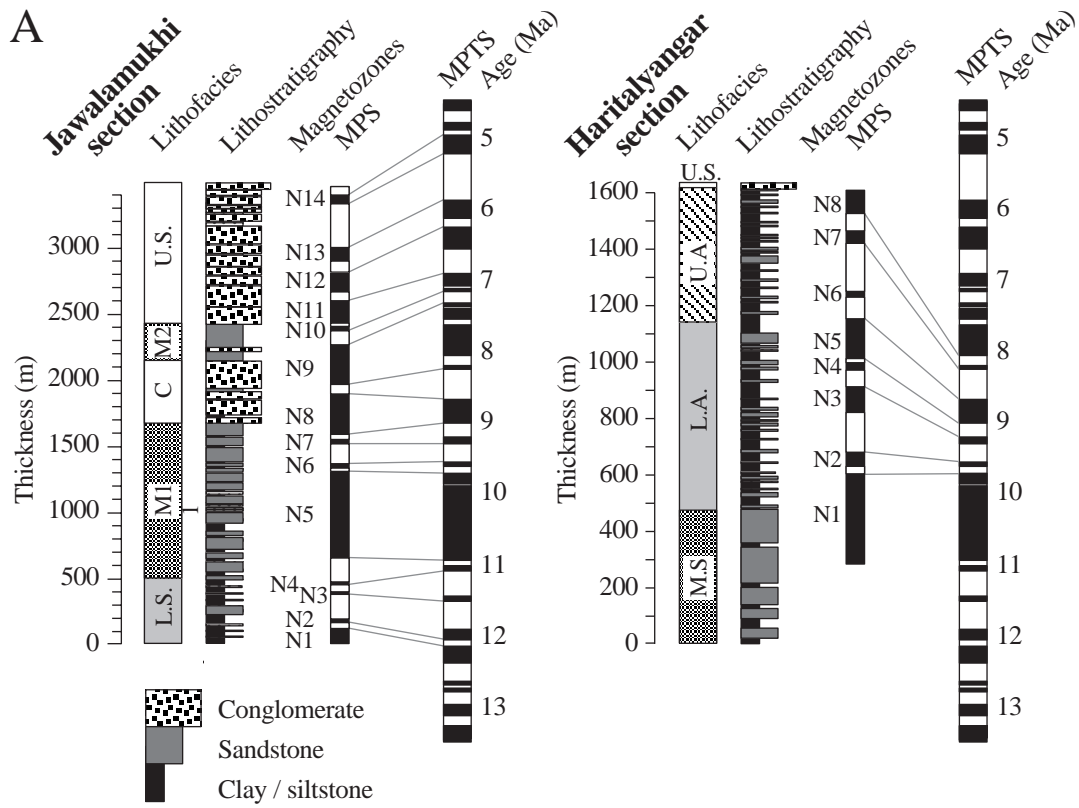 A
Jawalamukhi
section
Lithofacies
Lithostratigraphy
Magnetozones
MPS
MPTS
Age (Ma)
Thickness (m)
3000
2500
2000
1500
1000
500
0
U.S.
M2
C
M1
L.S.
1
N14
N13
N12
N11
N10
N9
N8
N7
N6
N5
N4
N3
N2
N1
5
6
7
8
9
10
11
12
13
Haritalyangar
section
Lithofacies
Lithostratigraphy
Magnetozones
MPS
MPTS
Age (Ma)
Thickness (m)
1600
1400
1200
1000
800
600
400
200
0
U.S.
U.A
L.A.
M.S
N8
N7
N6
N5
N4
N3
N2
N1
5
6
7
8
9
10
11
12
13
Conglomerate
Sandstone
Clay / siltstone